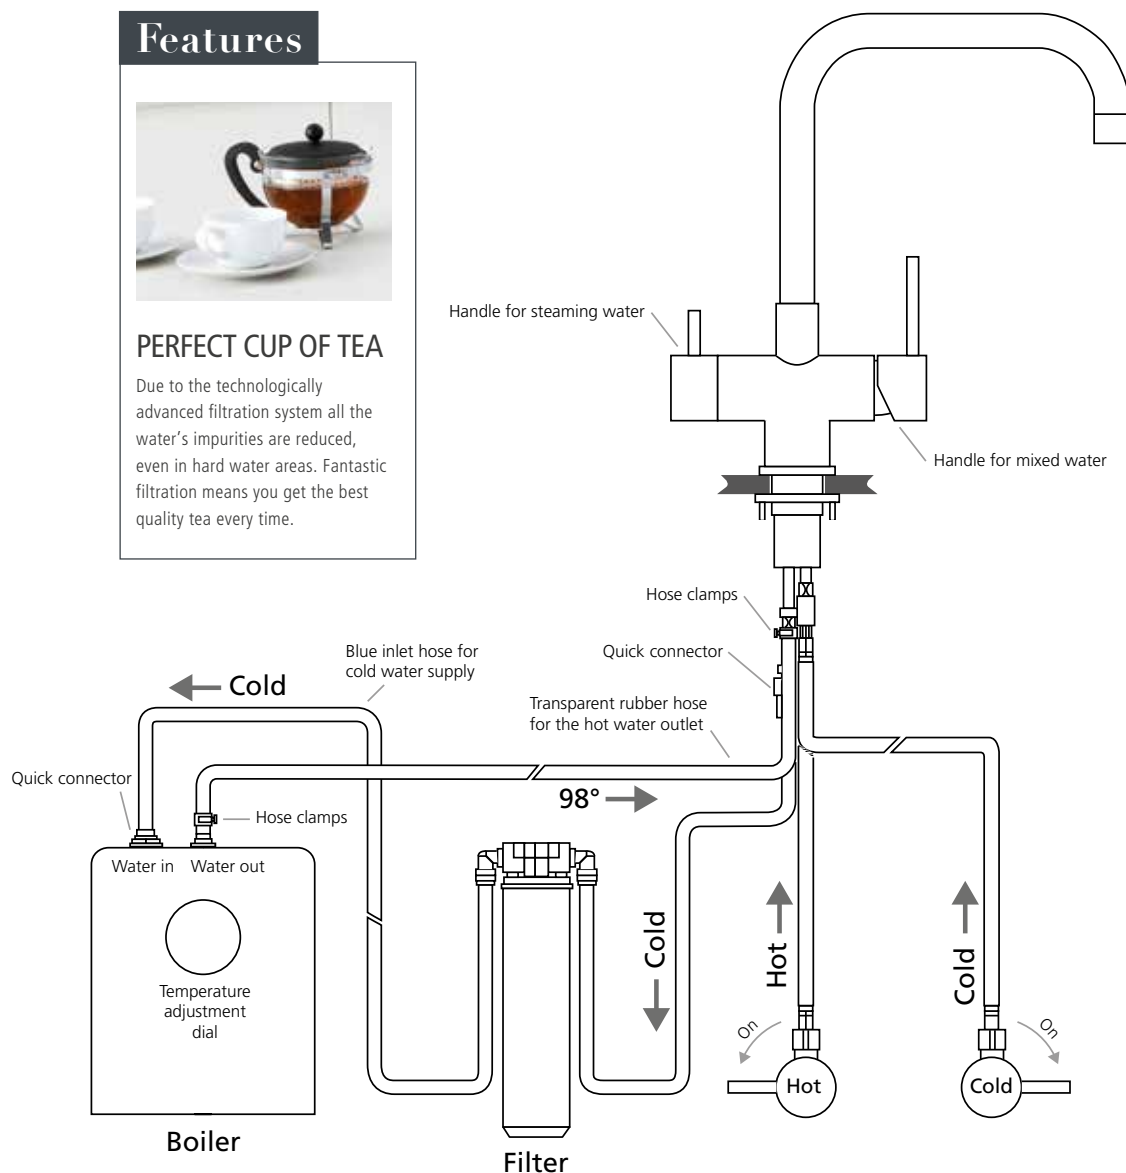 Features
PERFECT CUP OF TEA
Due to the technologically
advanced filtration system all the
water's impurities are reduced,
even in hard water areas. Fantastic
filtration means you get the best
quality tea every time.
Handle for steaming water
Handle for mixed water
Hose clamps
Quick connector
Blue inlet hose for
cold water supply
Cold
Transparent rubber hose
for the hot water outlet
Quick connector
98°
Hose clamps
Water in
Water out
Temperature
adjustment
dial
Cold
Hot
Cold
On
On
Hot
Cold
Boiler
Filter